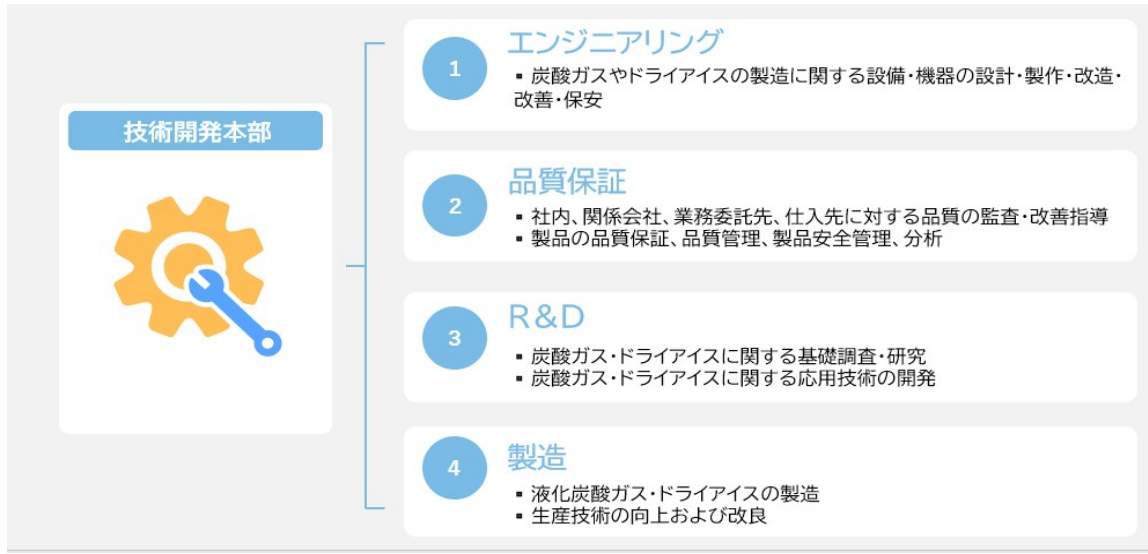 技術開発本部
1
エンジニアリング
▪ 炭酸ガスやドライアイスの製造に関する設備・機器の設計・製作・改造・
改善・保安
2
品質保証
▪ 社内、関係会社、業務委託先、仕入先に対する品質の監査・改善指導
▪ 製品の品質保証、品質管理、製品安全管理、分析
3
R&D
▪ 炭酸ガス・ドライアイスに関する基礎調査・研究
▪ 炭酸ガス・ドライアイスに関する応用技術の開発
4
製造
▪ 液化炭酸ガス・ドライアイスの製造
▪ 生産技術の向上および改良